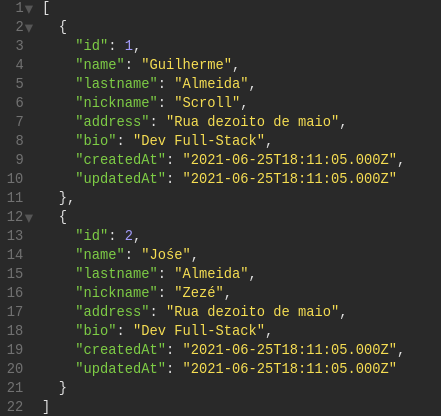 1 [
2 {
3 "id": 1,
4 "name": "Guilherme",
5 "lastname": "Almeida",
6 "nickname": "Scroll",
7 "address": "Rua dezoito de maio",
8 "bio": "Dev Full-Stack",
9 "createdAt": "2021-06-25T18:11:05.000Z",
10 "updatedAt": "2021-06-25T18:11:05.000Z"
11 },
12 {
13 "id": 2,
14 "name": "Jośe",
15 "lastname": "Almeida",
16 "nickname": "Zezé",
17 "address": "Rua dezoito de maio",
18 "bio": "Dev Full-Stack",
19 "createdAt": "2021-06-25T18:11:05.000Z",
20 "updatedAt": "2021-06-25T18:11:05.000Z"
21 }
22 ]